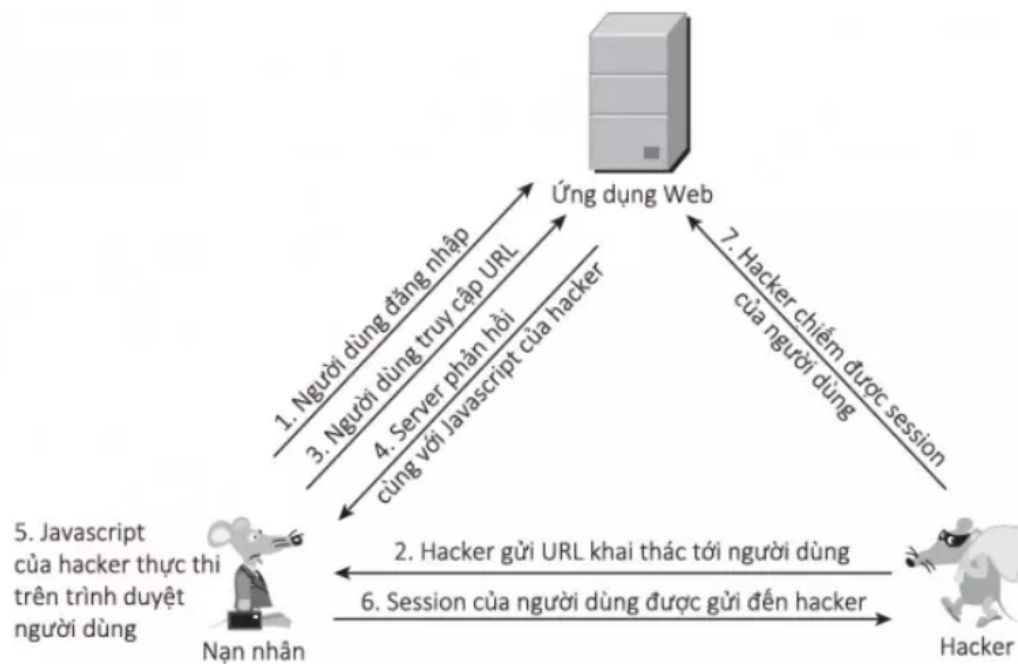 Ứng dụng Web
1. Người dùng đăng nhập
3. Người dùng truy cập URL
4. Server phản hồi
cùng với Javascript của hacker
7. Hacker chiếm được session
của người dùng
5. Javascript
của hacker thực thi
trên trình duyệt
người dùng
2. Hacker gửi URL khai thác tới người dùng
6. Session của người dùng được gửi đến hacker
Nạn nhân
Hacker